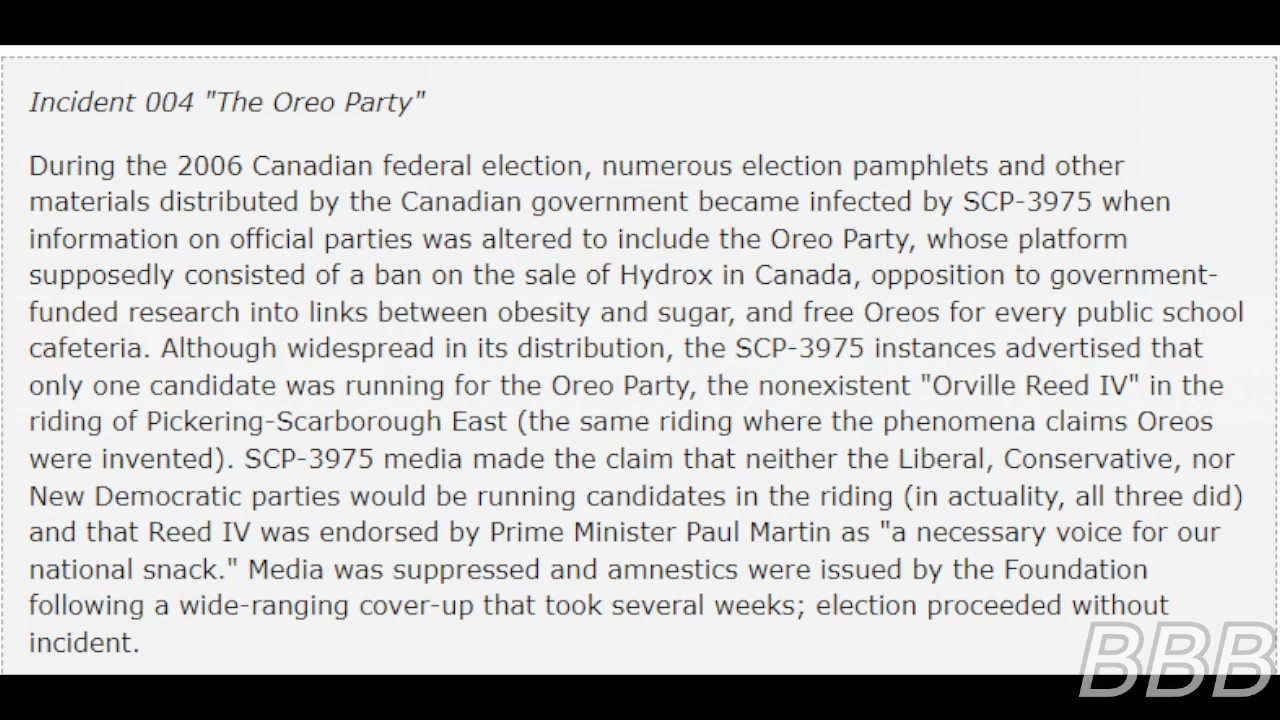 Incident 004 "The Oreo Party"
During the 2006 Canadian federal election, numerous election pamphlets and other
materials distributed by the Canadian government became infected by SCP-3975 when
information on official parties was altered to include the Oreo Party, whose platform
supposedly consisted of a ban on the sale of Hydrox in Canada, opposition to government-
funded research into links between obesity and sugar, and free Oreos for every public school
cafeteria. Although widespread in its distribution, the SCP-3975 instances advertised that
only one candidate was running for the Oreo Party, the nonexistent "Orville Reed IV" in the
riding of Pickering-Scarborough East (the same riding where the phenomena claims Oreos
were invented). SCP-3975 media made the claim that neither the Liberal, Conservative, nor
New Democratic parties would be running candidates in the riding (in actuality, all three did)
and that Reed IV was endorsed by Prime Minister Paul Martin as "a necessary voice for our
national snack." Media was suppressed and amnestics were issued by the Foundation
following a wide-ranging cover-up that took several weeks; election proceeded without
incident.
BBB